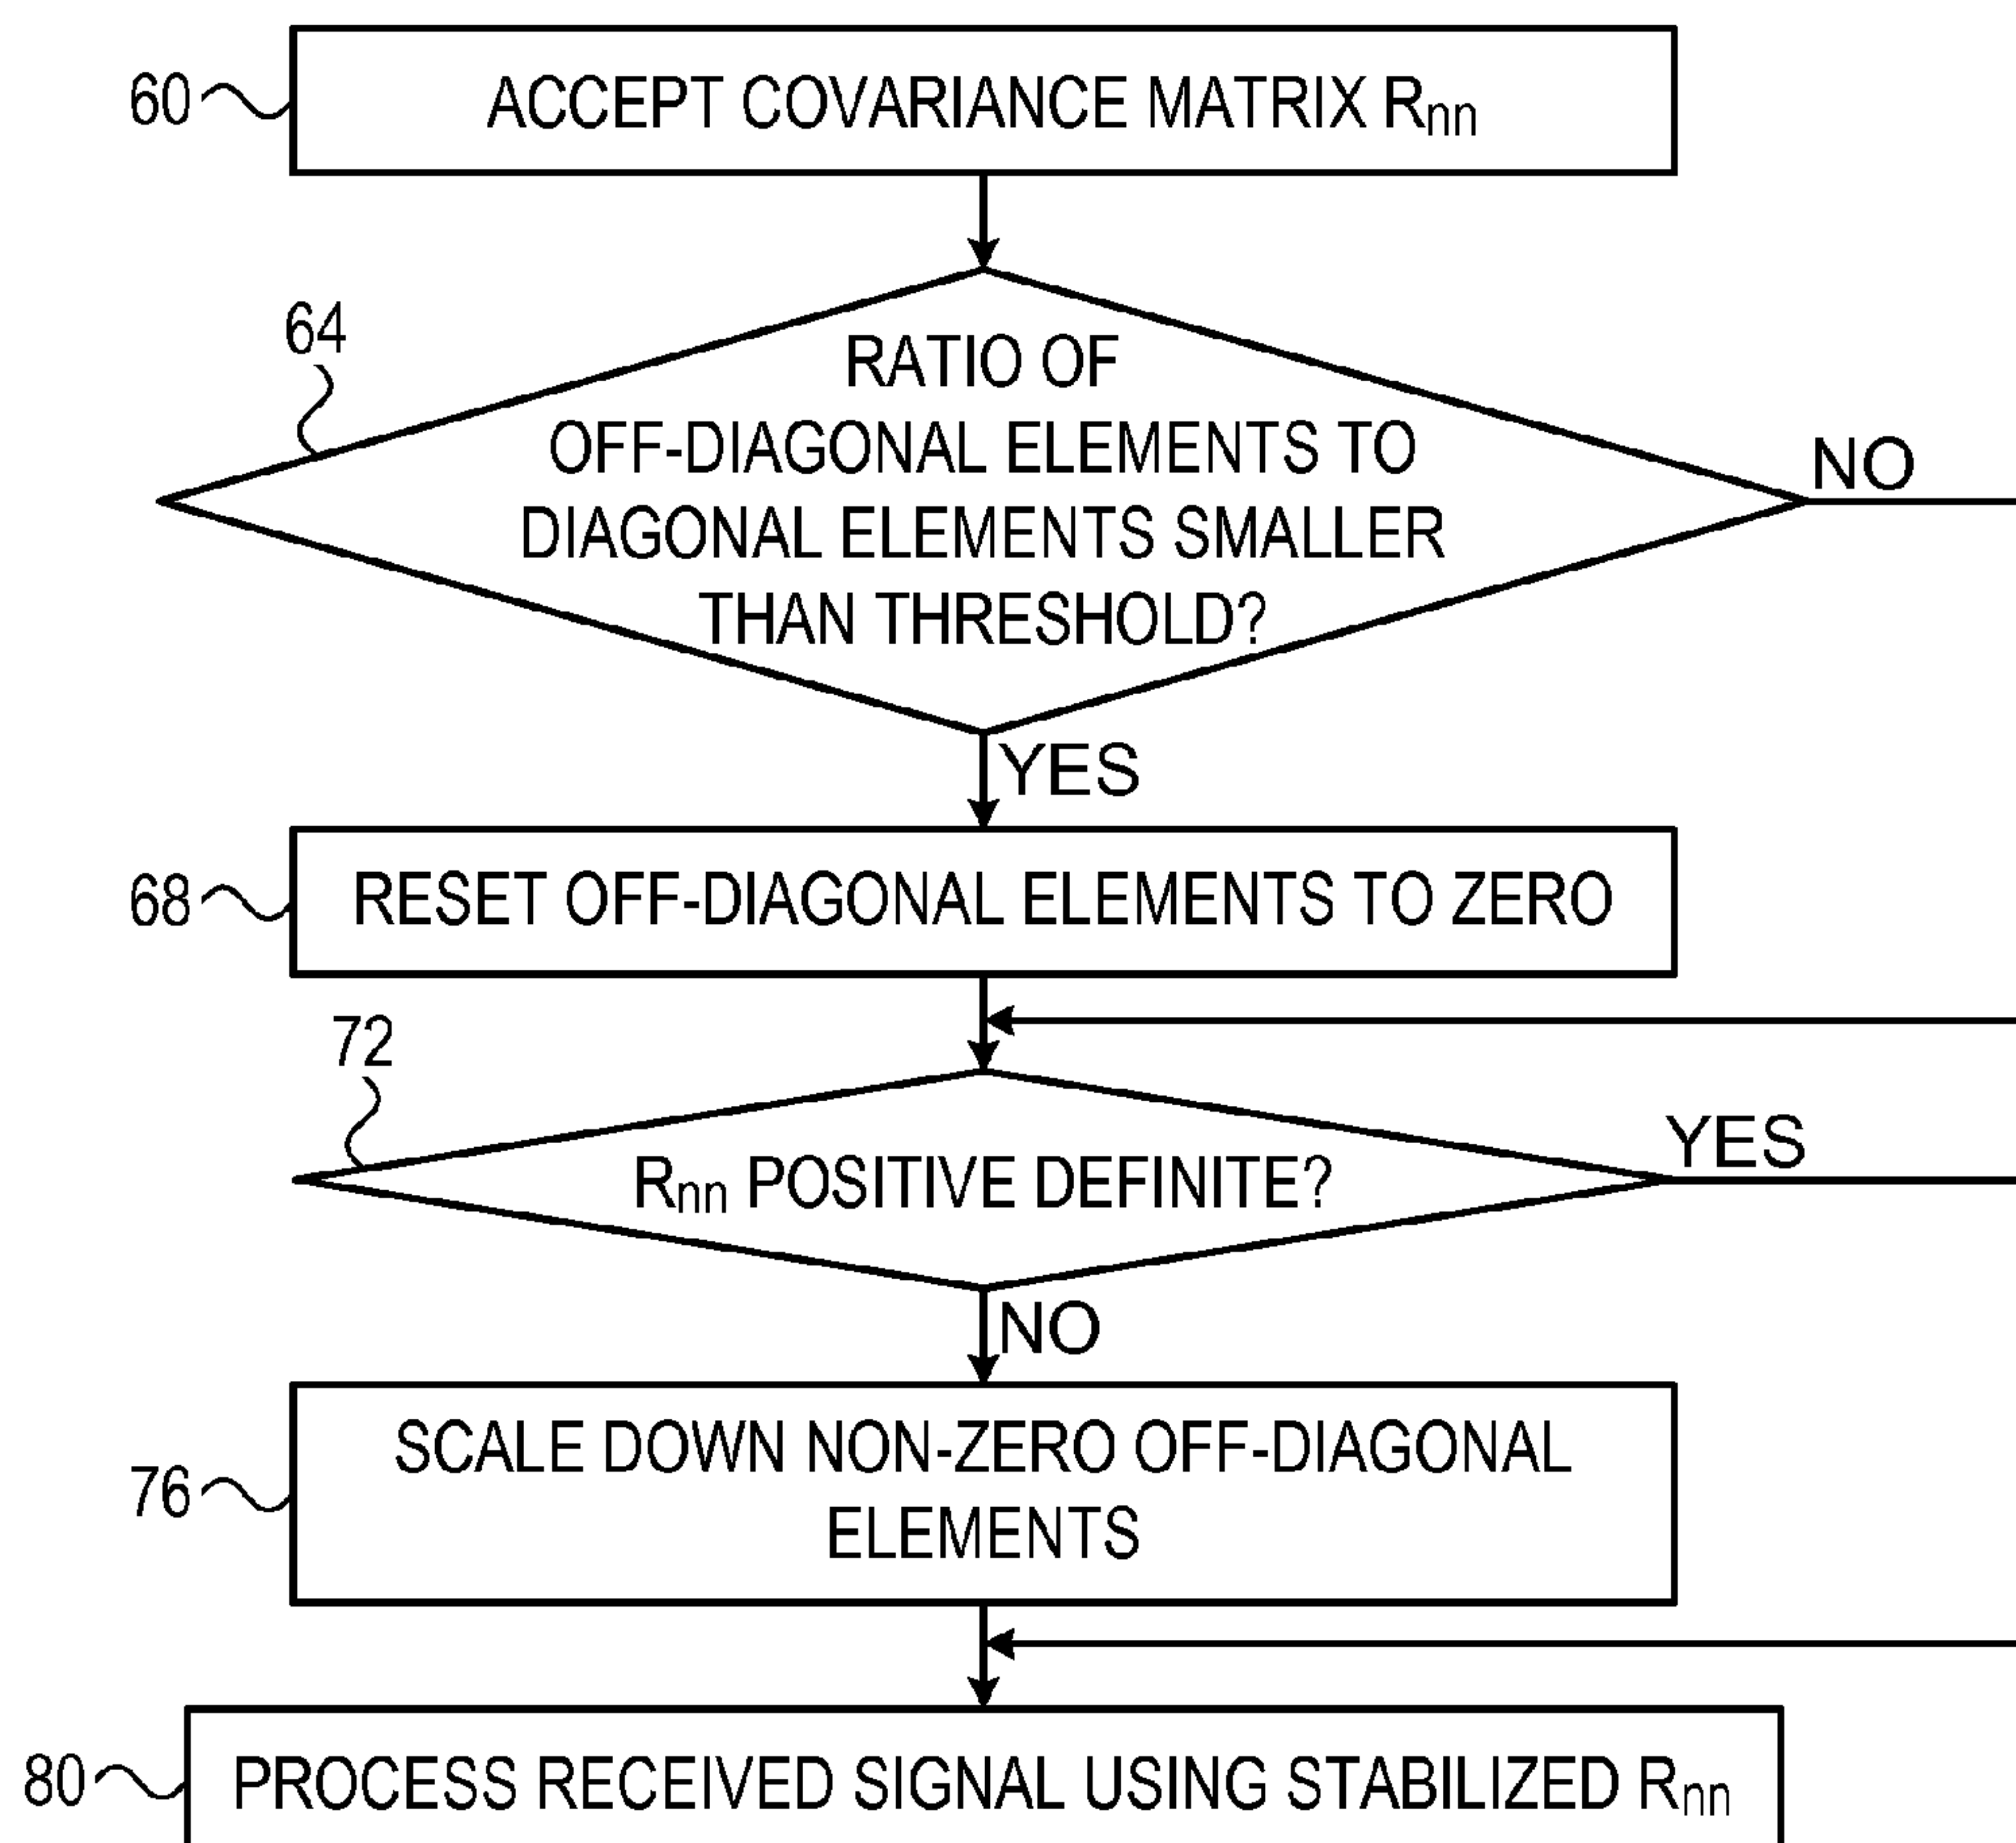 60
ACCEPT COVARIANCE MATRIX Rnn
64
RATIO OF
OFF-DIAGONAL ELEMENTS TO
DIAGONAL ELEMENTS SMALLER
THAN THRESHOLD?
NO
YES
68
RESET OFF-DIAGONAL ELEMENTS TO ZERO
72
Rnn POSITIVE DEFINITE?
YES
NO
76
SCALE DOWN NON-ZERO OFF-DIAGONAL
ELEMENTS
80
PROCESS RECEIVED SIGNAL USING STABILIZED Rnn